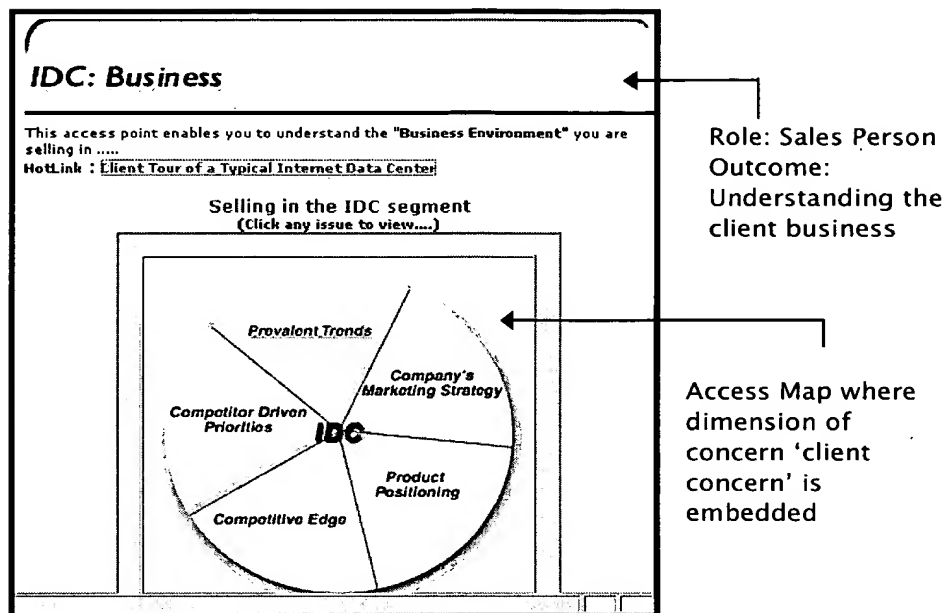 IDC: Business
This access point enables you to understand the "Business Environment" you are
selling in .....
HotLink : Client Tour of a Typical Internet Data Center
Selling in the IDC segment
(Click any issue to view....)
Prevalent Trends
Company's
Marketing Strategy
Competitor Driven
Priorities
IDC
Product
Positioning
Competitive Edge
Role: Sales Person
Outcome:
Understanding the
client business
Access Map where
dimension of
concern 'client
concern' is
embedded